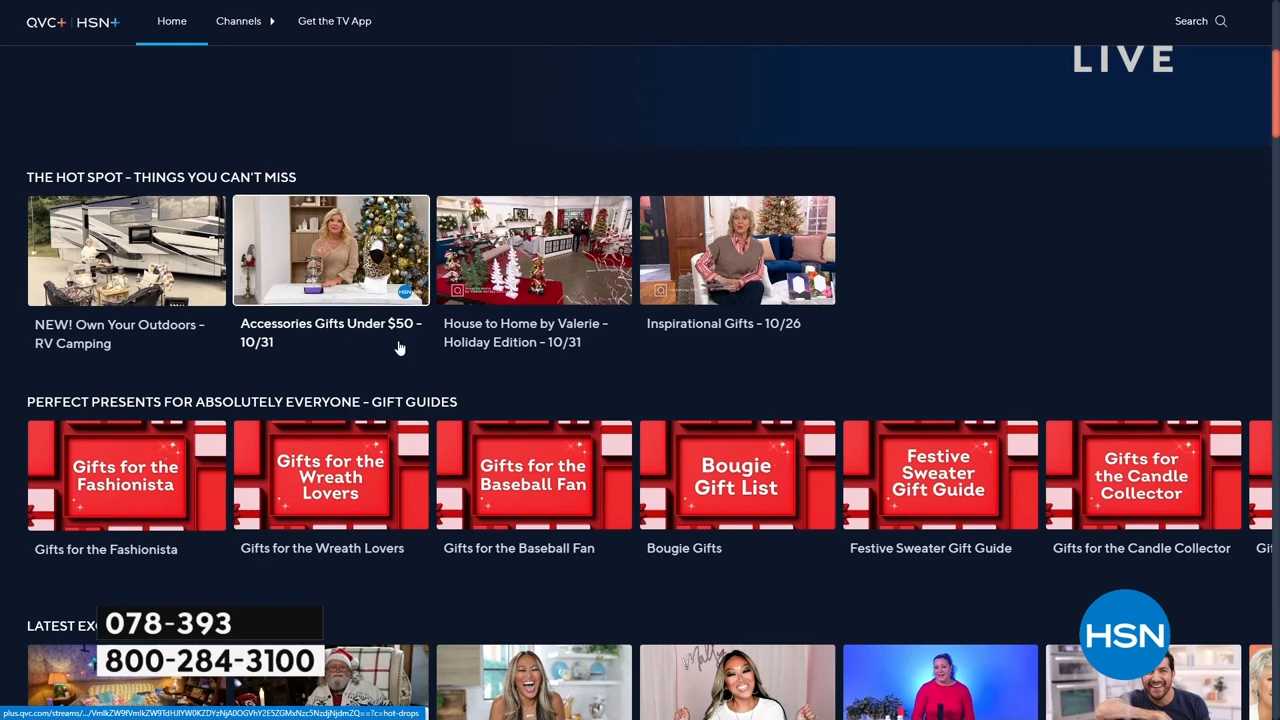 QVC+ | HSN+
Home
Channels
Get the TV App
Search
LIVE
THE HOT SPOT - THINGS YOU CAN'T MISS
NEW! Own Your Outdoors -
RV Camping
Accessories Gifts Under $50 -
10/31
House to Home by Valerie -
Holiday Edition - 10/31
Inspirational Gifts - 10/26
PERFECT PRESENTS FOR ABSOLUTELY EVERYONE - GIFT GUIDES
Gifts for the
Fashionista
Gifts for the
Wreath
Lovers
Gifts for the
Baseball Fan
Bougie
Gift List
Festive
Sweater
Gift Guide
Gifts for
the Candle
Collector
Gifts for the Fashionista
Gifts for the Wreath Lovers
Gifts for the Baseball Fan
Bougie Gifts
Festive Sweater Gift Guide
Gifts for the Candle Collector
LATEST
078-393
800-284-3100
HSN